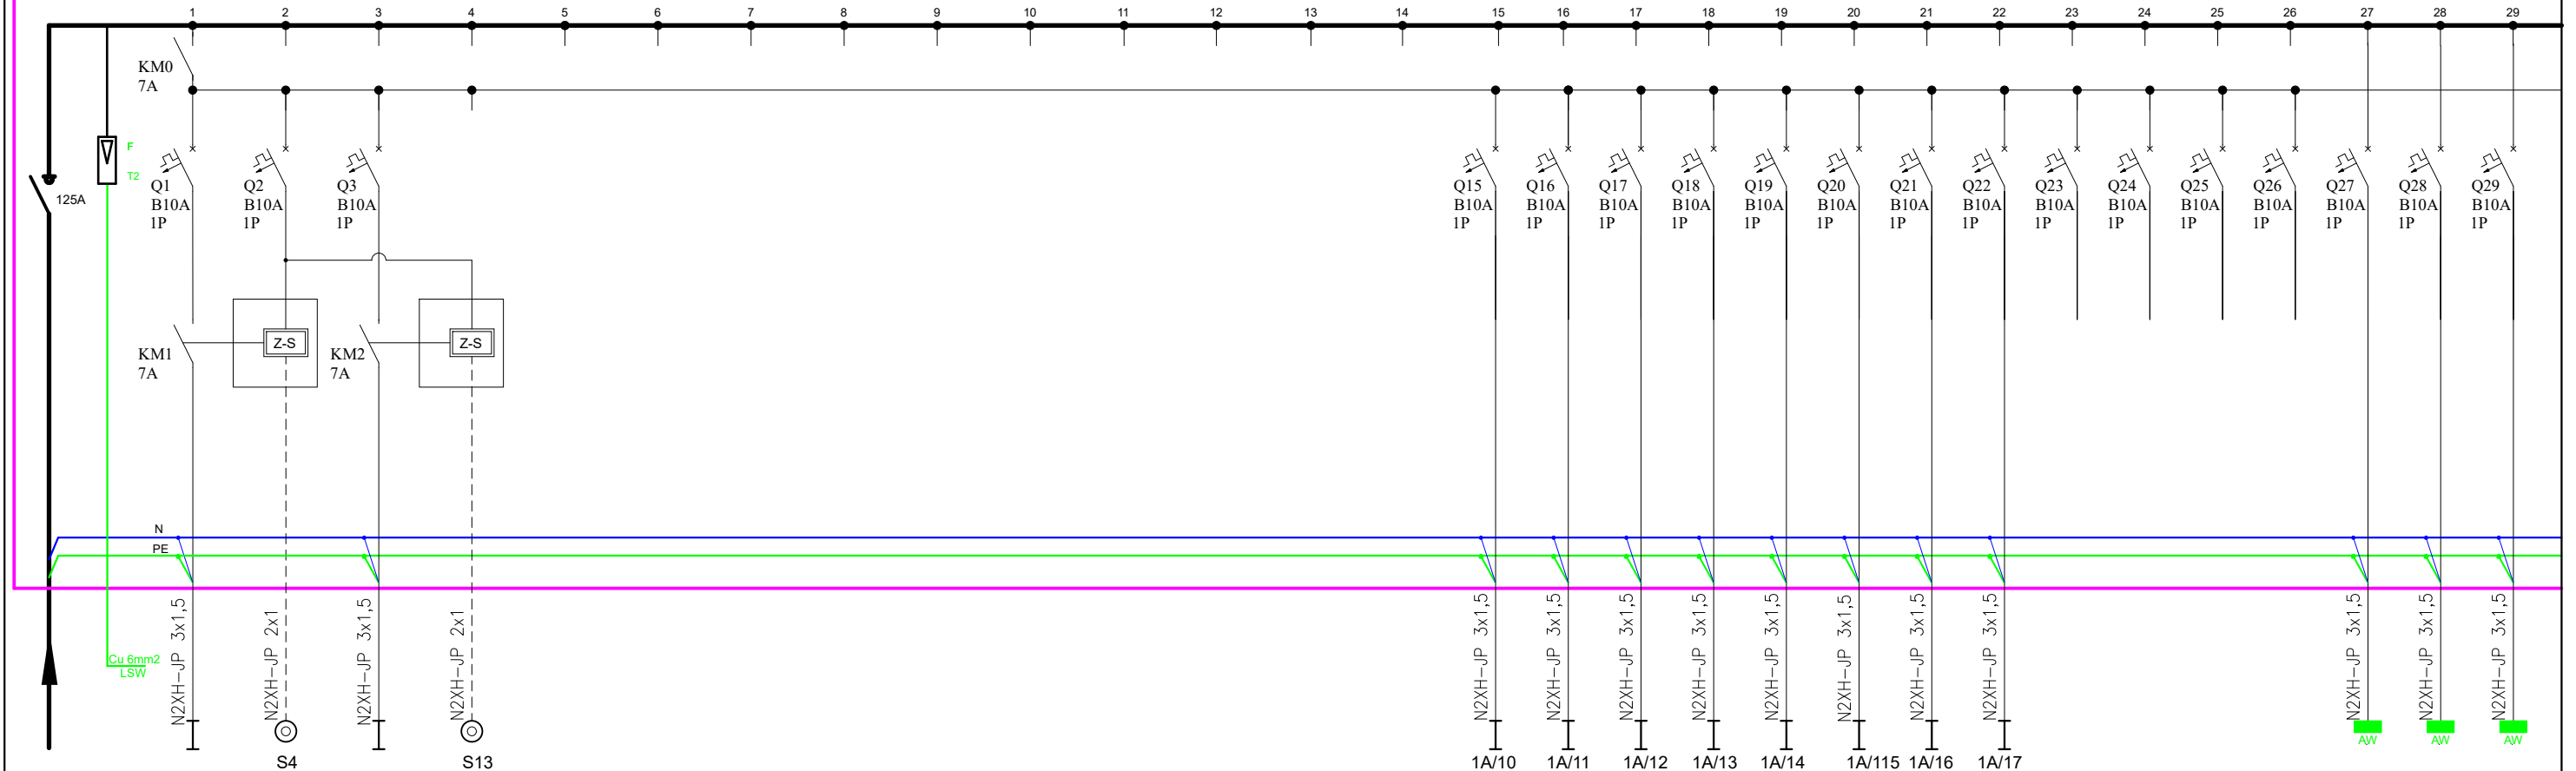 1 2 3 4 5 6 7 8 9 10 11 12 13 14 15 16 17 18 19 20 21 22 23 24 25 26 27 28 29
KM0
7A
F
T2
125A
Q1 Q2 Q3 Q15 Q16 Q17 Q18 Q19 Q20 Q21 Q22 Q23 Q24 Q25 Q26 Q27 Q28 Q29
B10A B10A B10A B10A B10A B10A B10A B10A B10A B10A B10A B10A B10A B10A B10A B10A B10A B10A
1P 1P 1P 1P 1P 1P 1P 1P 1P 1P 1P 1P 1P 1P 1P 1P 1P 1P
Z-S Z-S
KM1 KM2
7A 7A
N
PE
Cu 6mm2
LSW
N2XH-JP 3x1,5
N2XH-JP 2x1
N2XH-JP 3x1,5
N2XH-JP 2x1
N2XH-JP 3x1,5
N2XH-JP 3x1,5
N2XH-JP 3x1,5
N2XH-JP 3x1,5
N2XH-JP 3x1,5
N2XH-JP 3x1,5
N2XH-JP 3x1,5
N2XH-JP 3x1,5
N2XH-JP 3x1,5
N2XH-JP 3x1,5
N2XH-JP 3x1,5
AW AW AW
S4 S13 1A/10 1A/11 1A/12 1A/13 1A/14 1A/115 1A/16 1A/17